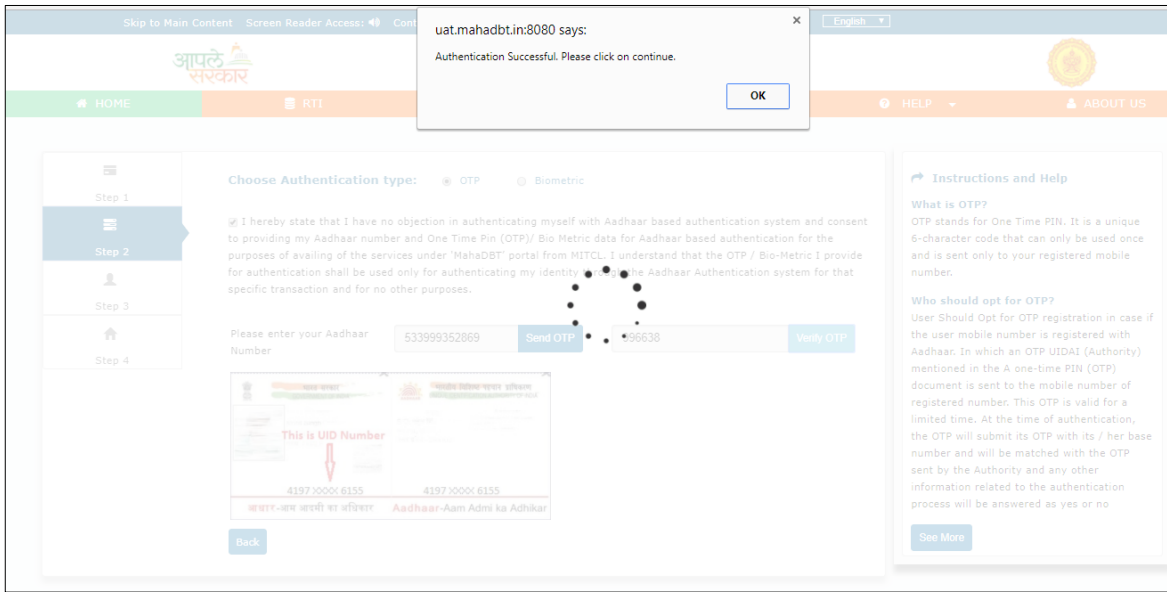 Skip to Main Content Screen Reader Access: Cont
English
uat.mahadbt.in:8080 says:
Authentication Successful. Please click on continue.
OK
आपले
सरकार
HOME
RTI
HELP
ABOUT US
Step 1
Step 2
Step 3
Step 4
Choose Authentication type: OTP Biometric
I hereby state that I have no objection in authenticating myself with Aadhaar based authentication system and consent
to providing my Aadhaar number and One Time Pin (OTP)/ Bio Metric data for Aadhaar based authentication for the
purposes of availing of the services under 'MahaDBT' portal from MITCL. I understand that the OTP / Bio-Metric I provide
for authentication shall be used only for authenticating my identity through the Aadhaar Authentication system for that
specific transaction and for no other purposes.
Please enter your Aadhaar
Number
533999352869
Send OTP
Verify OTP
This is UID Number
4197 XXXX 6155
4197 XXXX 6155
आधार-आम आदमी का अधिकार
Aadhaar-Aam Admi ka Adhikar
Back
Instructions and Help
What is OTP?
OTP stands for One Time PIN. It is a unique
6-character code that can only be used once
and is sent only to your registered mobile
number.
Who should opt for OTP?
User Should Opt for OTP registration in case if
the user mobile number is registered with
Aadhaar. In which an OTP UIDAI (Authority)
mentioned in the A one-time PIN (OTP)
document is sent to the mobile number of
registered number. This OTP is valid for a
limited time. At the time of authentication,
the OTP will submit its OTP with its / her base
number and will be matched with the OTP
sent by the Authority and any other
information related to the authentication
process will be answered as yes or no
See More